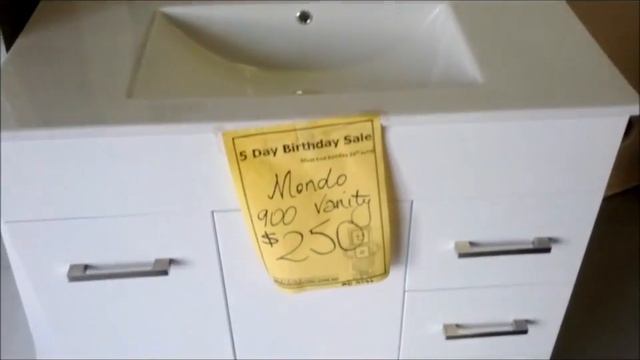 5 Day Birthday Sale
Mondo
900 Vanity
$250